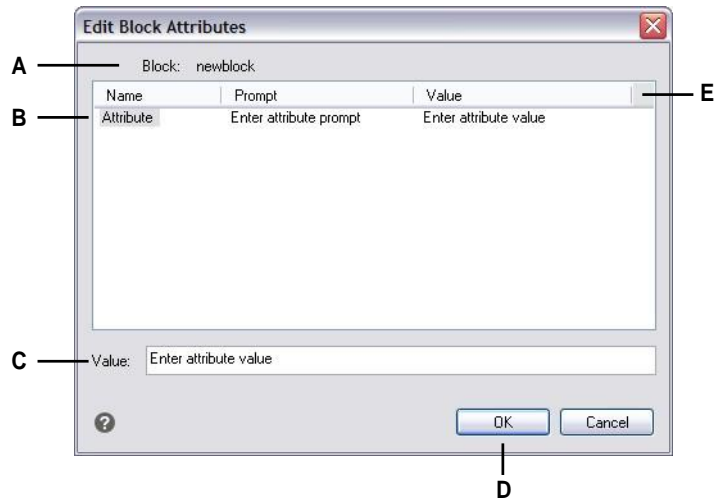 Edit Block Attributes
A Block: newblock
Name Prompt Value E
B Attribute Enter attribute prompt Enter attribute value
C Value: Enter attribute value
? OK Cancel
D